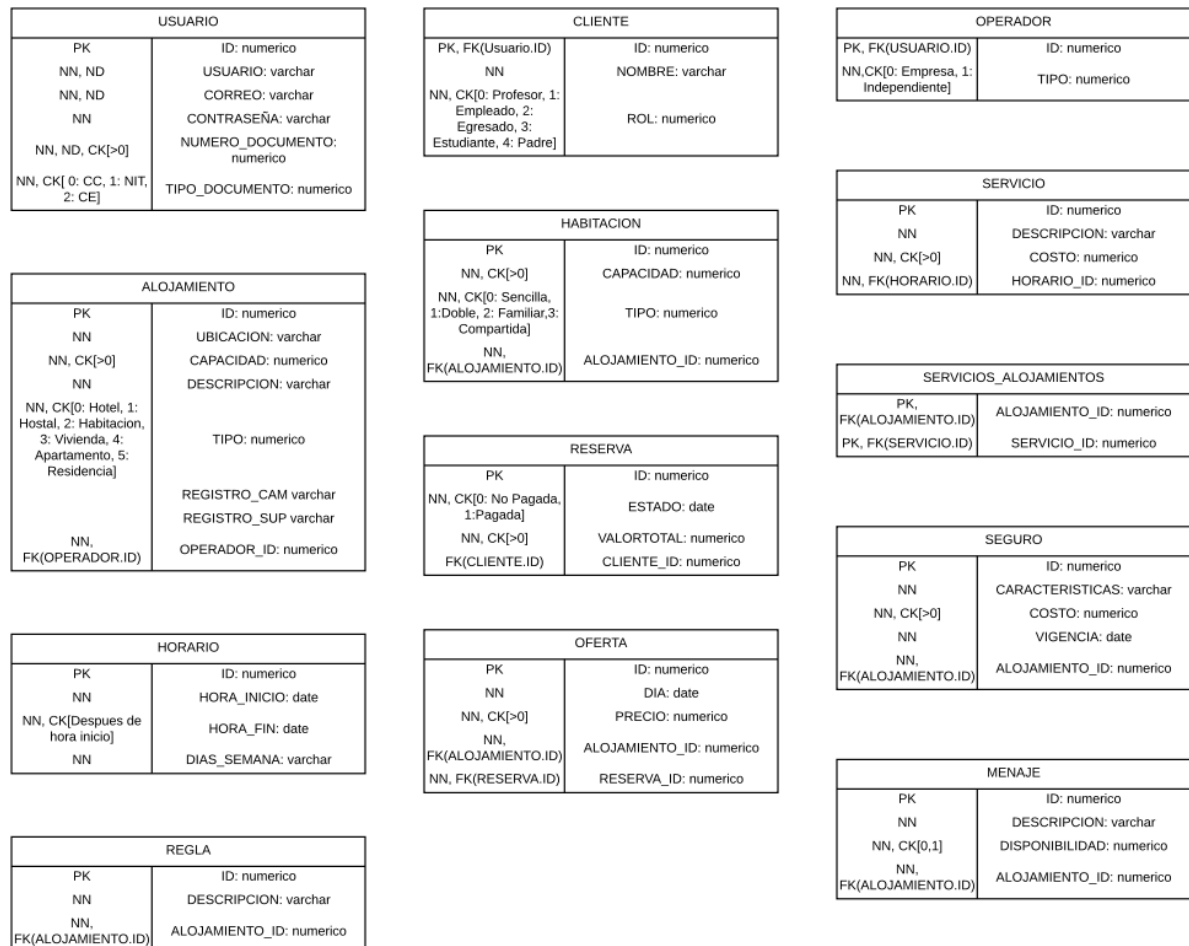 USUARIO
PK ID: numerico
NN, ND USUARIO: varchar
NN, ND CORREO: varchar
NN CONTRASEÑA: varchar
NN, ND, CK[>0] NUMERO_DOCUMENTO:
numerico
NN, CK[ 0: CC, 1: NIT,
2: CE] TIPO_DOCUMENTO: numerico
ALOJAMIENTO
PK ID: numerico
NN UBICACION: varchar
NN, CK[>0] CAPACIDAD: numerico
NN DESCRIPCION: varchar
NN, CK[0: Hotel, 1:
Hostal, 2: Habitacion,
3: Vivienda, 4: TIPO: numerico
Apartamento, 5:
Residencia]
REGISTRO_CAM varchar
REGISTRO_SUP varchar
NN,
FK(OPERADOR.ID) OPERADOR_ID: numerico
HORARIO
PK ID: numerico
NN HORA_INICIO: date
NN, CK[Despues de
hora inicio] HORA_FIN: date
NN DIAS_SEMANA: varchar
REGLA
PK ID: numerico
NN DESCRIPCION: varchar
NN,
FK(ALOJAMIENTO.ID) ALOJAMIENTO_ID: numerico
CLIENTE
PK, FK(Usuario.ID) ID: numerico
NN NOMBRE: varchar
NN, CK[0: Profesor, 1:
Empleado, 2:
Egresado, 3: ROL: numerico
Estudiante, 4: Padre]
HABITACION
PK ID: numerico
NN, CK[>0] CAPACIDAD: numerico
NN, CK[0: Sencilla,
1:Doble, 2: Familiar,3: TIPO: numerico
Compartida]
NN,
FK(ALOJAMIENTO.ID) ALOJAMIENTO_ID: numerico
RESERVA
PK ID: numerico
NN, CK[0: No Pagada,
1:Pagada] ESTADO: date
NN, CK[>0] VALORTOTAL: numerico
FK(CLIENTE.ID) CLIENTE_ID: numerico
OFERTA
PK ID: numerico
NN DIA: date
NN, CK[>0] PRECIO: numerico
NN,
FK(ALOJAMIENTO.ID) ALOJAMIENTO_ID: numerico
NN, FK(RESERVA.ID) RESERVA_ID: numerico
OPERADOR
PK, FK(USUARIO.ID) ID: numerico
NN,CK[0: Empresa, 1:
Independiente] TIPO: numerico
SERVICIO
PK ID: numerico
NN DESCRIPCION: varchar
NN, CK[>0] COSTO: numerico
NN, FK(HORARIO.ID) HORARIO_ID: numerico
SERVICIOS_ALOJAMIENTOS
PK,
FK(ALOJAMIENTO.ID) ALOJAMIENTO_ID: numerico
PK, FK(SERVICIO.ID) SERVICIO_ID: numerico
SEGURO
PK ID: numerico
NN CARACTERISTICAS: varchar
NN, CK[>0] COSTO: numerico
NN VIGENCIA: date
NN,
FK(ALOJAMIENTO.ID) ALOJAMIENTO_ID: numerico
MENAJE
PK ID: numerico
NN DESCRIPCION: varchar
NN, CK[0,1] DISPONIBILIDAD: numerico
NN,
FK(ALOJAMIENTO.ID) ALOJAMIENTO_ID: numerico